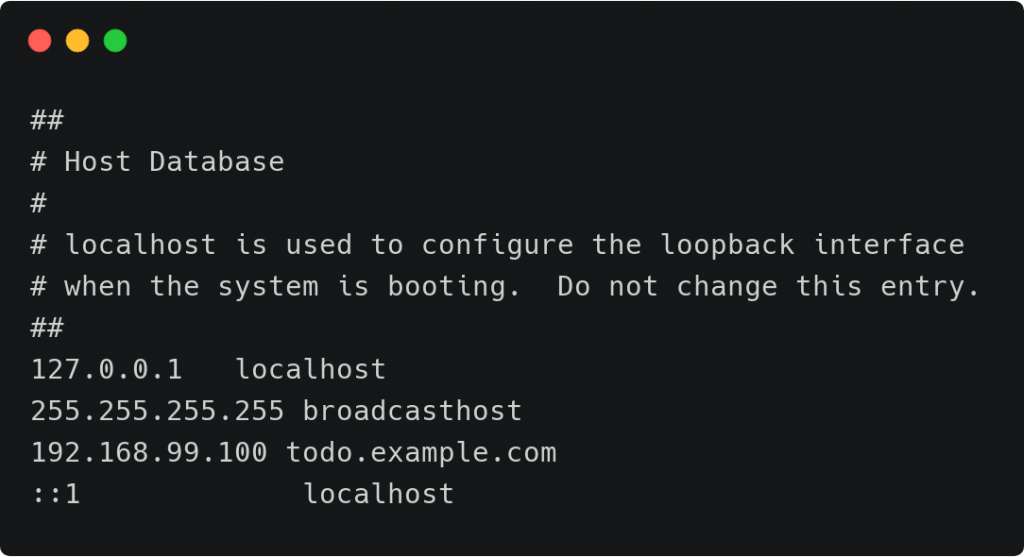 ##
# Host Database
#
# localhost is used to configure the loopback interface
# when the system is booting.  Do not change this entry.
##
127.0.0.1   localhost
255.255.255.255 broadcasthost
192.168.99.100 todo.example.com
::1             localhost